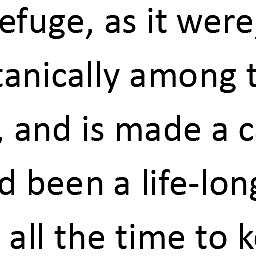 efuge, as it were,
tanically among t
, and is made a c
d been a life-long
all the time to k